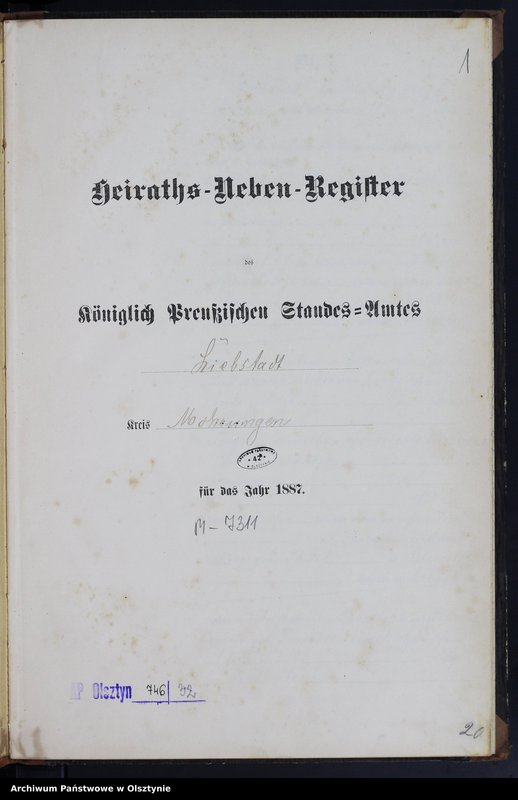 1
Heiraths-Neben-Register
des
Königlich Preußischen Standes-Amtes
Liebstadt
Kreis Mohrungen
42
für das Jahr 1887.
M-7311
AP Olsztyn 746/32
20
Archiwum Państwowe w Olsztynie